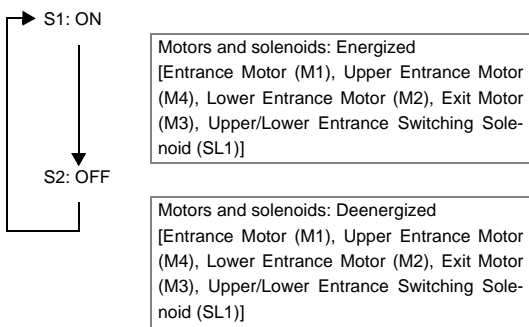 S1: ON
Motors and solenoids: Energized
[Entrance Motor (M1), Upper Entrance Motor
(M4), Lower Entrance Motor (M2), Exit Motor
(M3), Upper/Lower Entrance Switching Sole-
noid (SL1)]
S2: OFF
Motors and solenoids: Deenergized
[Entrance Motor (M1), Upper Entrance Motor
(M4), Lower Entrance Motor (M2), Exit Motor
(M3), Upper/Lower Entrance Switching Sole-
noid (SL1)]